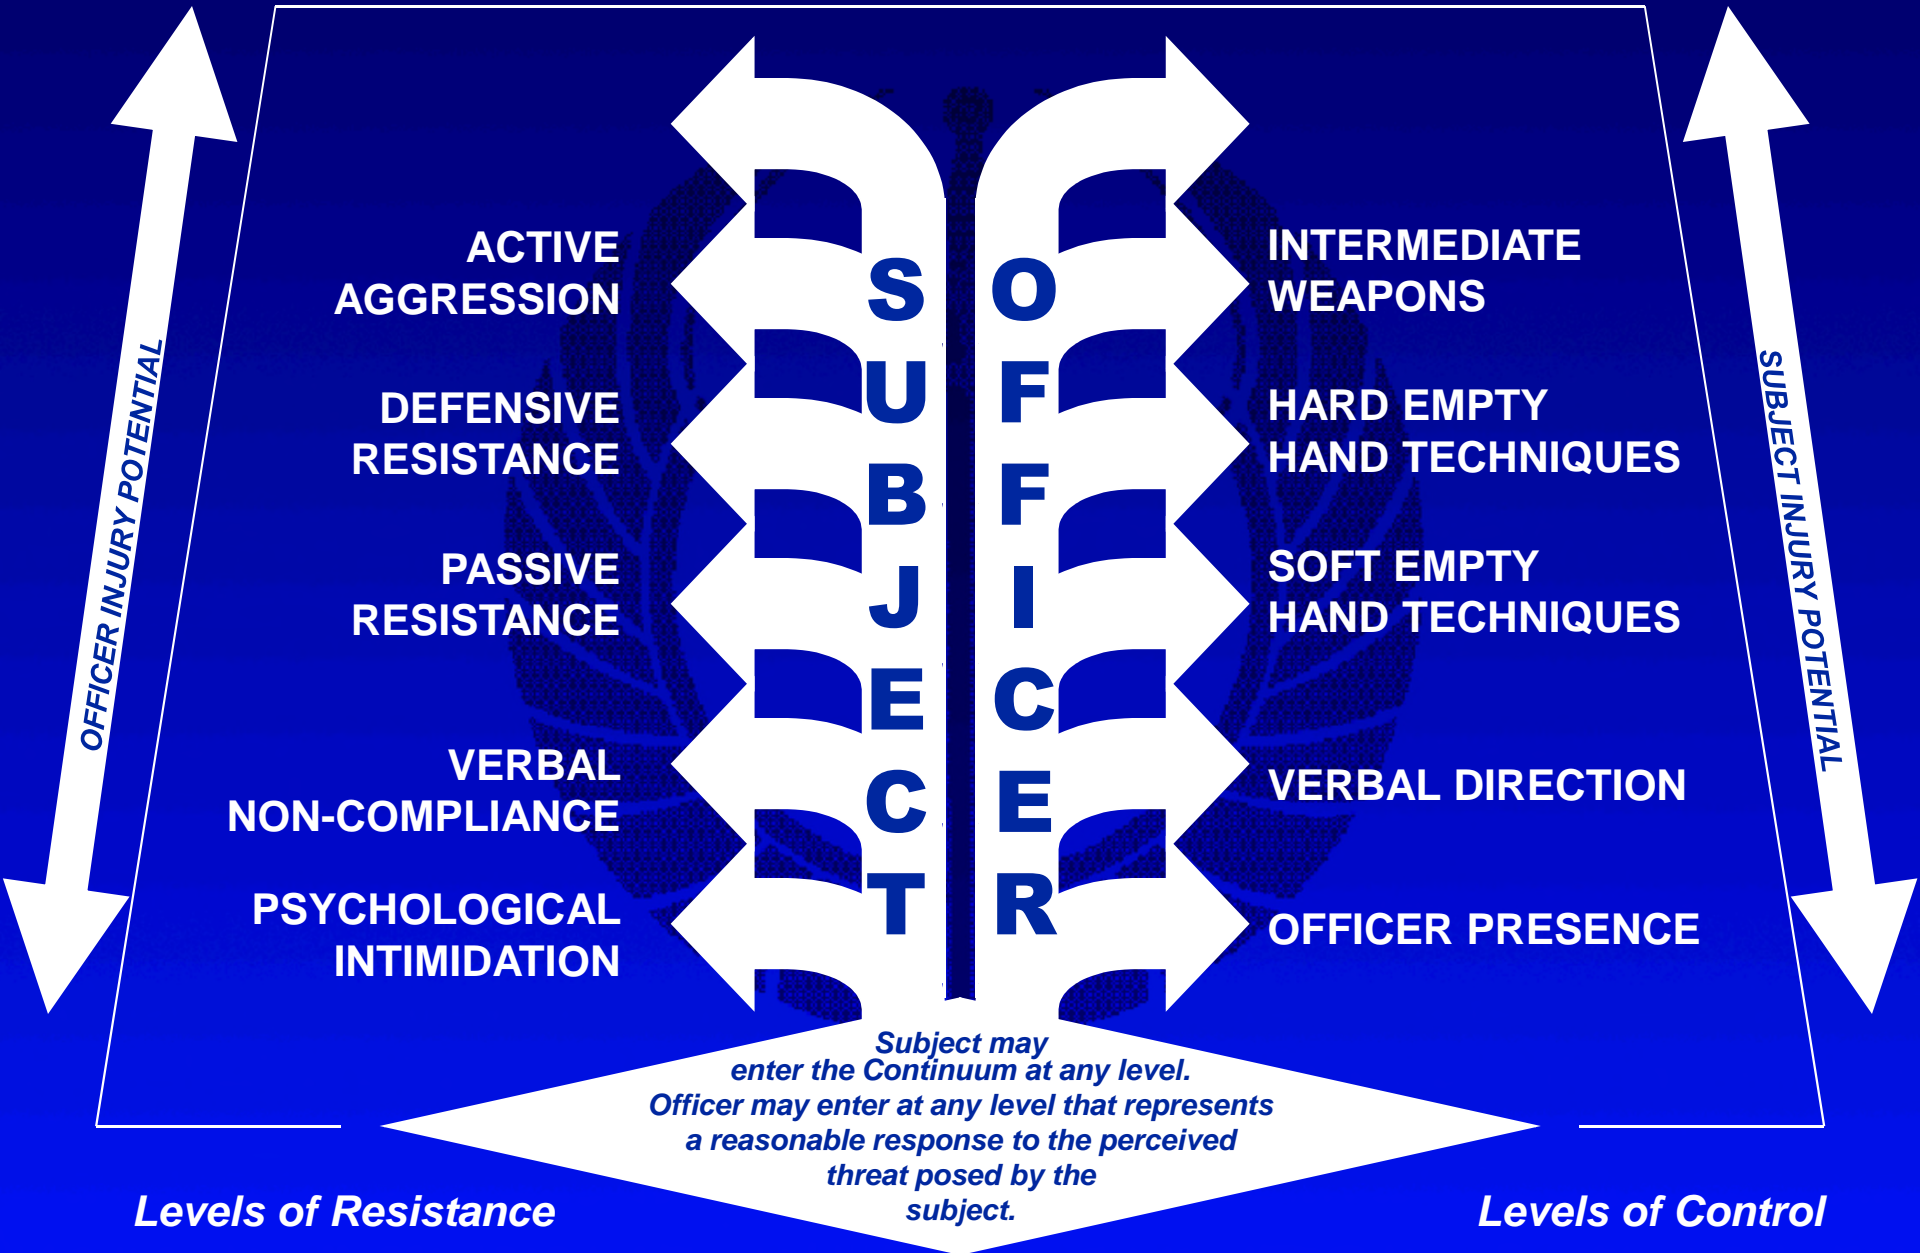 ACTIVE
AGGRESSION
DEFENSIVE
RESISTANCE
PASSIVE
RESISTANCE
VERBAL
NON-COMPLIANCE
PSYCHOLOGICAL
INTIMIDATION
OFFICER INJURY POTENTIAL
SUBJECT
OFFICER
INTERMEDIATE
WEAPONS
HARD EMPTY
HAND TECHNIQUES
SOFT EMPTY
HAND TECHNIQUES
VERBAL DIRECTION
OFFICER PRESENCE
SUBJECT INJURY POTENTIAL
Subject may
enter the Continuum at any level.
Officer may enter at any level that represents
a reasonable response to the perceived
threat posed by the
subject.
Levels of Resistance
Levels of Control